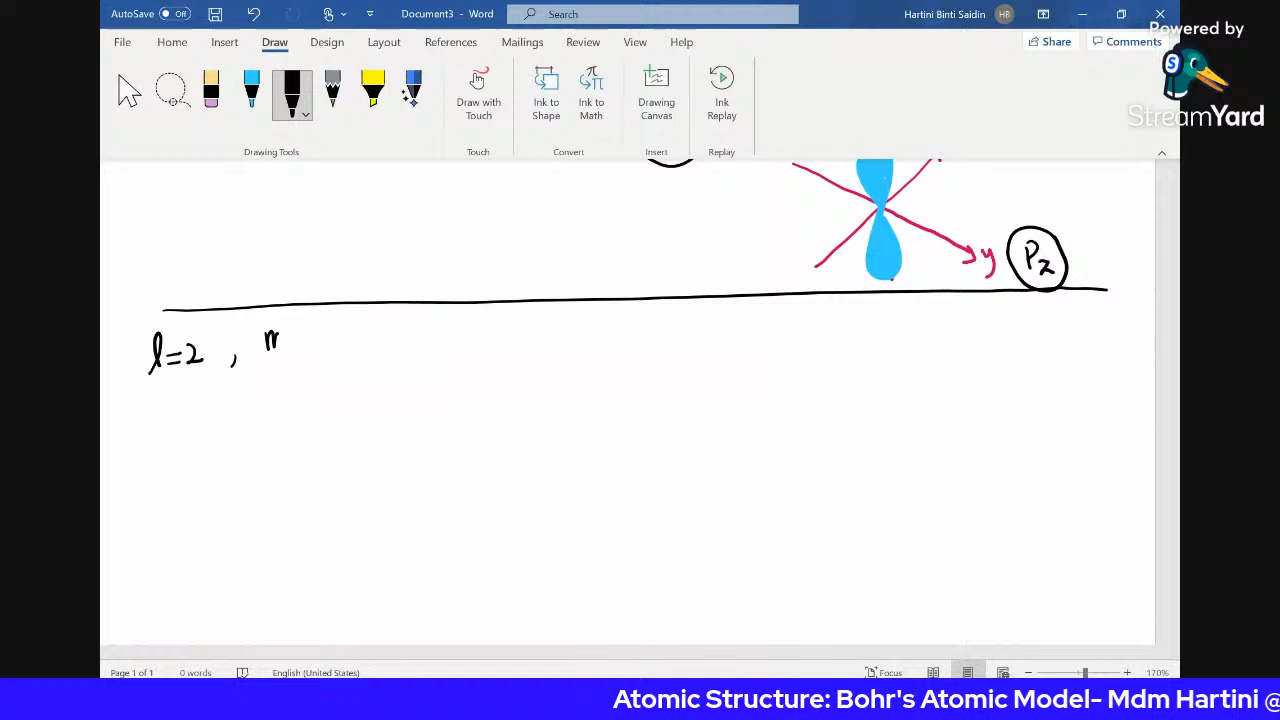 AutoSave Off Document3 - Word Search Hartini Binti Saidin HB
Powered by
StreamYard
File Home Insert Draw Design Layout References Mailings Review View Help Share Comments
Draw with Touch
Ink to Shape
Ink to Math
Drawing Canvas
Ink Replay
Drawing Tools Touch Convert Insert Replay
y
Pz
l=2 , m
Page 1 of 1 0 words English (United States) Focus 170%
Atomic Structure: Bohr's Atomic Model- Mdm Hartini @